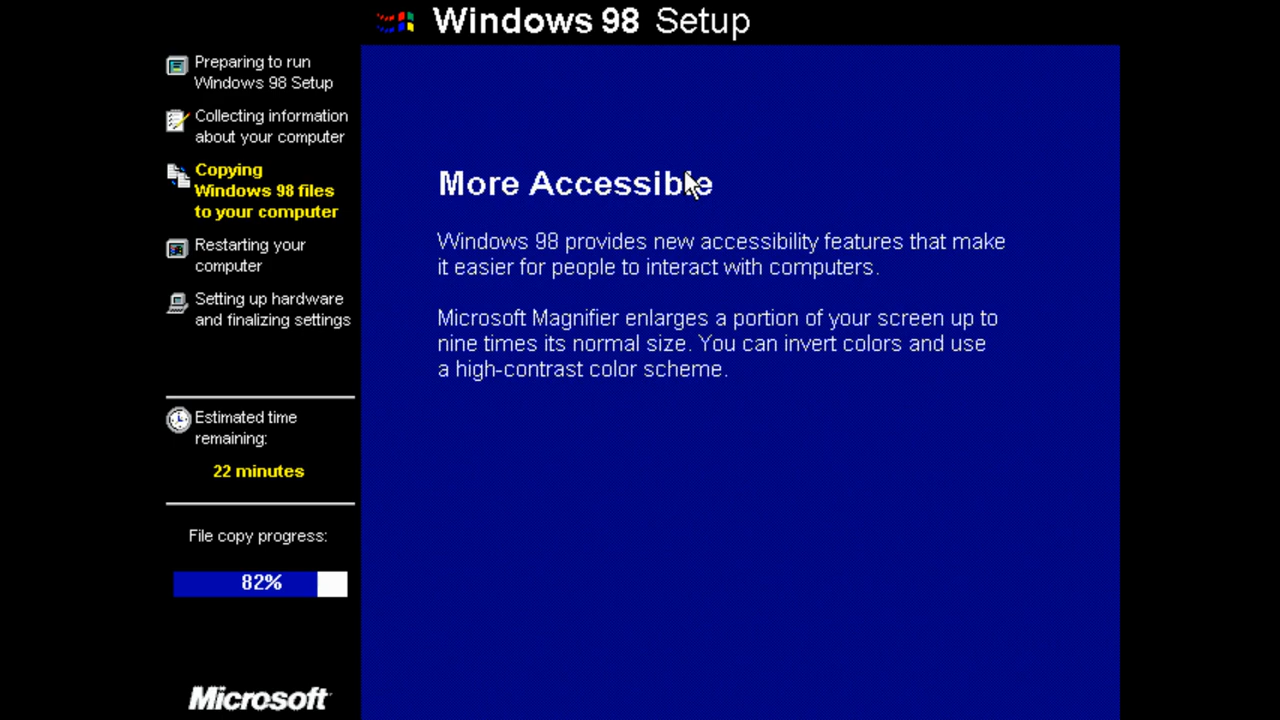 Windows 98 Setup
Preparing to run
Windows 98 Setup
Collecting information
about your computer
Copying
Windows 98 files
to your computer
Restarting your
computer
Setting up hardware
and finalizing settings
Estimated time
remaining:
22 minutes
File copy progress:
82%
Microsoft
More Accessible
Windows 98 provides new accessibility features that make
it easier for people to interact with computers.
Microsoft Magnifier enlarges a portion of your screen up to
nine times its normal size. You can invert colors and use
a high-contrast color scheme.